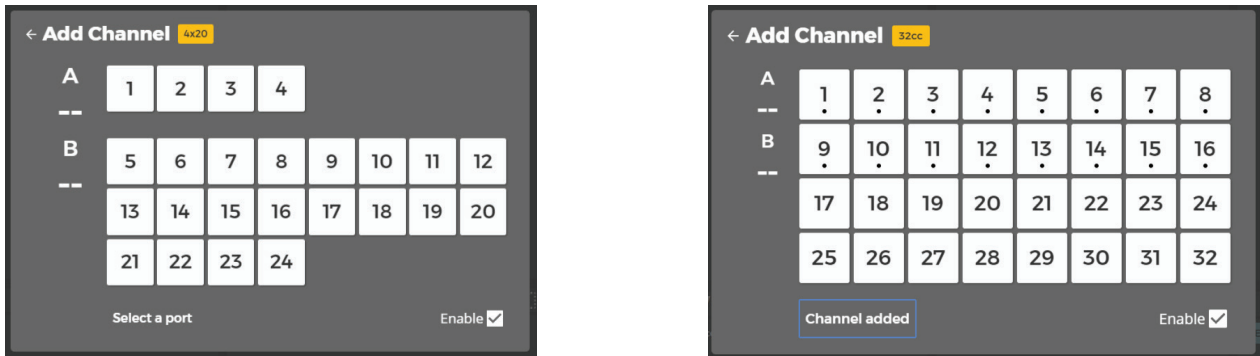 ← Add Channel 4x20
A 1 2 3 4
--
B 5 6 7 8 9 10 11 12
--
13 14 15 16 17 18 19 20
21 22 23 24
Select a port Enable
← Add Channel 32cc
A 1 2 3 4 5 6 7 8
--
B 9 10 11 12 13 14 15 16
--
17 18 19 20 21 22 23 24
25 26 27 28 29 30 31 32
Channel added Enable